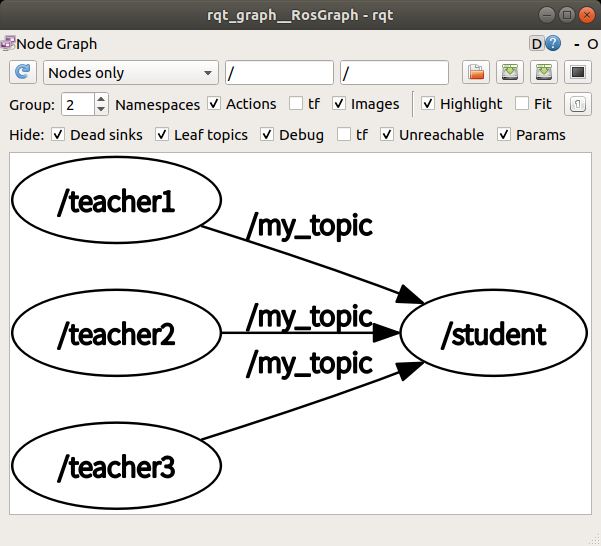 rqt_graph__RosGraph - rqt
Node Graph
D ? - O
Nodes only / /
Group: 2 Namespaces Actions tf Images Highlight Fit
Hide: Dead sinks Leaf topics Debug tf Unreachable Params
/teacher1
/my_topic
/teacher2
/my_topic
/student
/my_topic
/teacher3